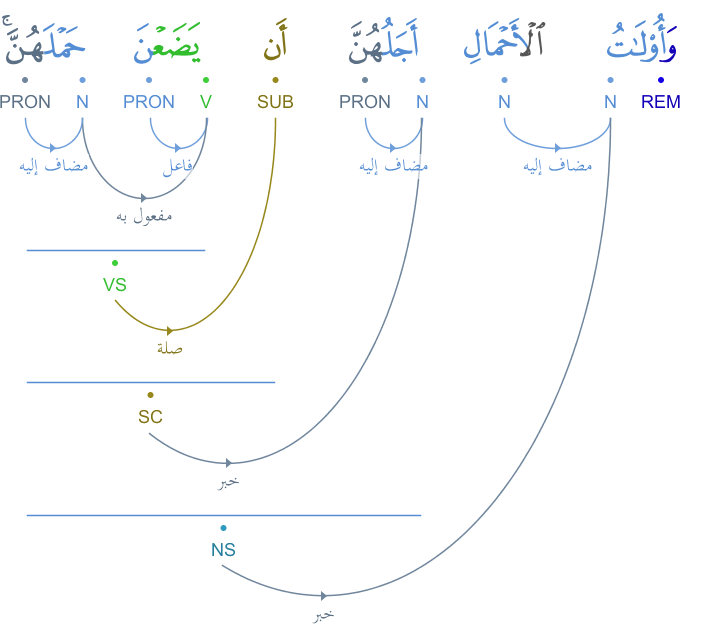 وَأُوْلَٰتُ ٱلْأَحْمَالِ أَجَلُهُنَّ أَن يَضَعْنَ حَمْلَهُنَّ ۚ
PRON N PRON V SUB PRON N N N REM
مضاف إليه فاعل مضاف إليه مضاف إليه
مفعول به
VS
صلة
SC
خبر
NS
خبر